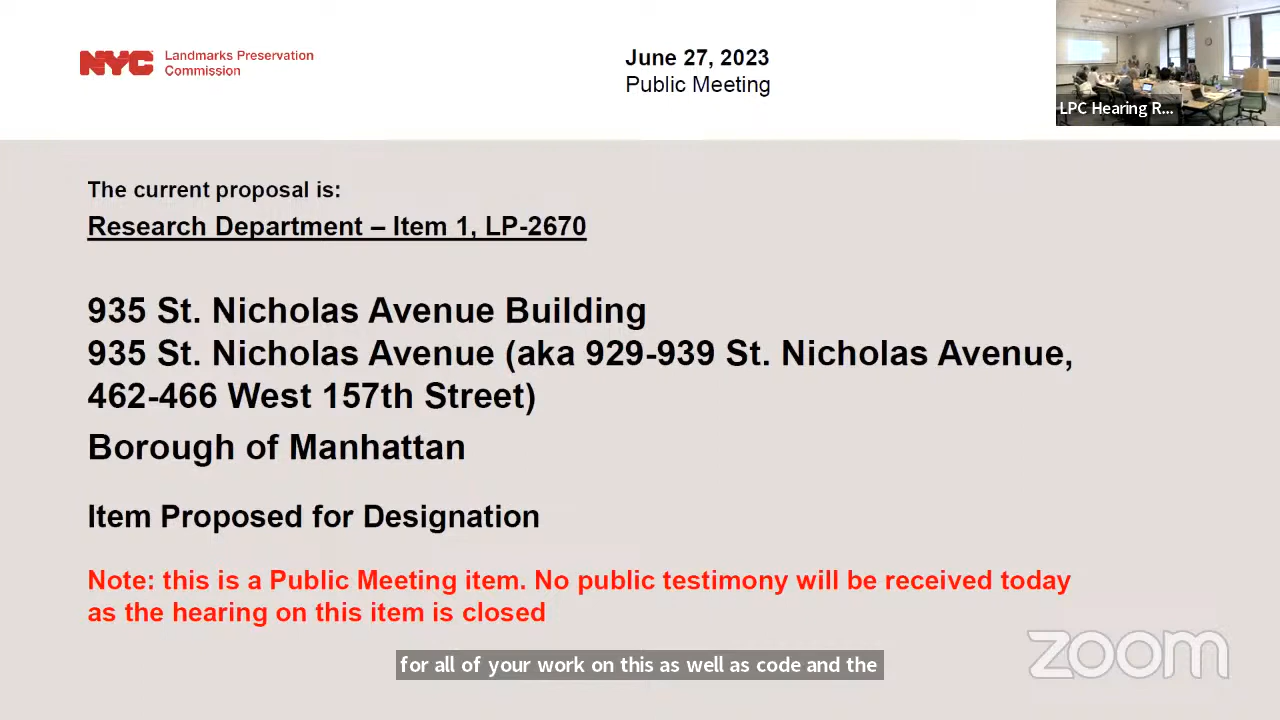 NYC Landmarks Preservation
Commission
June 27, 2023
Public Meeting
LPC Hearing R...
The current proposal is:
Research Department – Item 1, LP-2670
935 St. Nicholas Avenue Building
935 St. Nicholas Avenue (aka 929-939 St. Nicholas Avenue,
462-466 West 157th Street)
Borough of Manhattan
Item Proposed for Designation
Note: this is a Public Meeting item. No public testimony will be received today
as the hearing on this item is closed
for all of your work on this as well as code and the
zoom